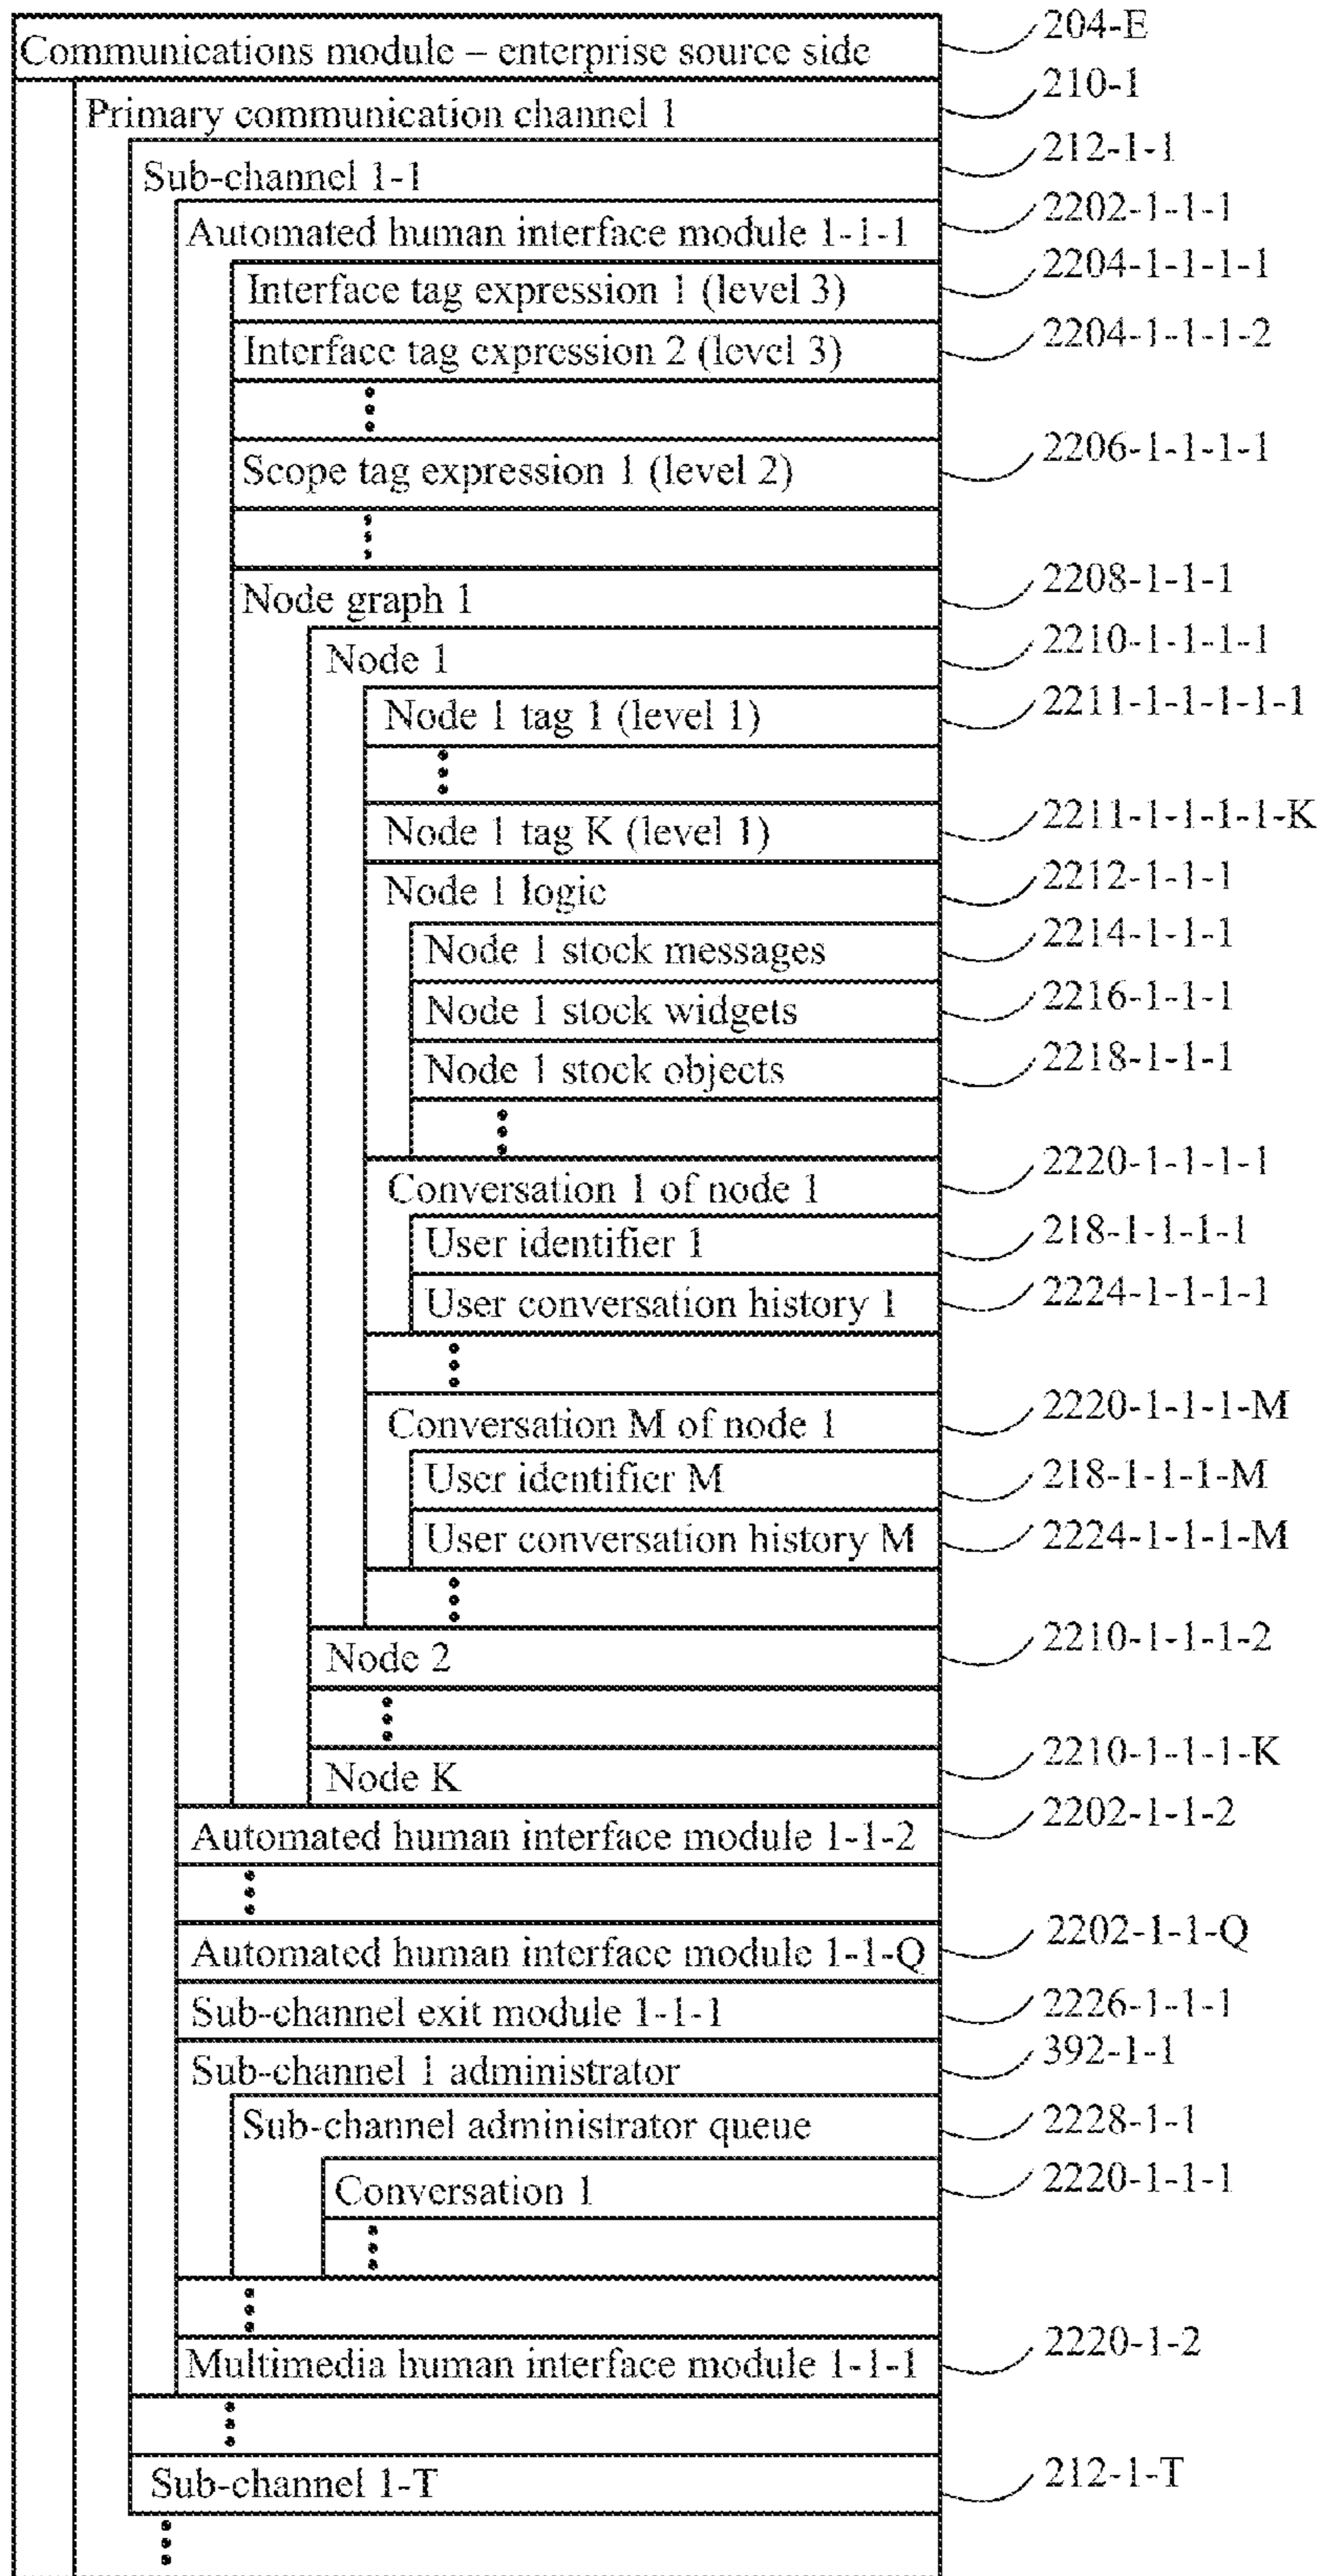 Communications module – enterprise source side 204-E
Primary communication channel 1 210-1
Sub-channel 1-1 212-1-1
Automated human interface module 1-1-1 2202-1-1-1
Interface tag expression 1 (level 3) 2204-1-1-1-1
Interface tag expression 2 (level 3) 2204-1-1-1-2
Scope tag expression 1 (level 2) 2206-1-1-1-1
Node graph 1 2208-1-1-1
Node 1 2210-1-1-1-1
Node 1 tag 1 (level 1) 2211-1-1-1-1-1
Node 1 tag K (level 1) 2211-1-1-1-1-K
Node 1 logic 2212-1-1-1
Node 1 stock messages 2214-1-1-1
Node 1 stock widgets 2216-1-1-1
Node 1 stock objects 2218-1-1-1
Conversation 1 of node 1 2220-1-1-1-1
User identifier 1 218-1-1-1-1
User conversation history 1 2224-1-1-1-1
Conversation M of node 1 2220-1-1-1-M
User identifier M 218-1-1-1-M
User conversation history M 2224-1-1-1-M
Node 2 2210-1-1-1-2
Node K 2210-1-1-1-K
Automated human interface module 1-1-2 2202-1-1-2
Automated human interface module 1-1-Q 2202-1-1-Q
Sub-channel exit module 1-1-1 2226-1-1-1
Sub-channel 1 administrator 392-1-1
Sub-channel administrator queue 2228-1-1
Conversation 1 2220-1-1-1
Multimedia human interface module 1-1-1 2220-1-2
Sub-channel 1-T 212-1-T